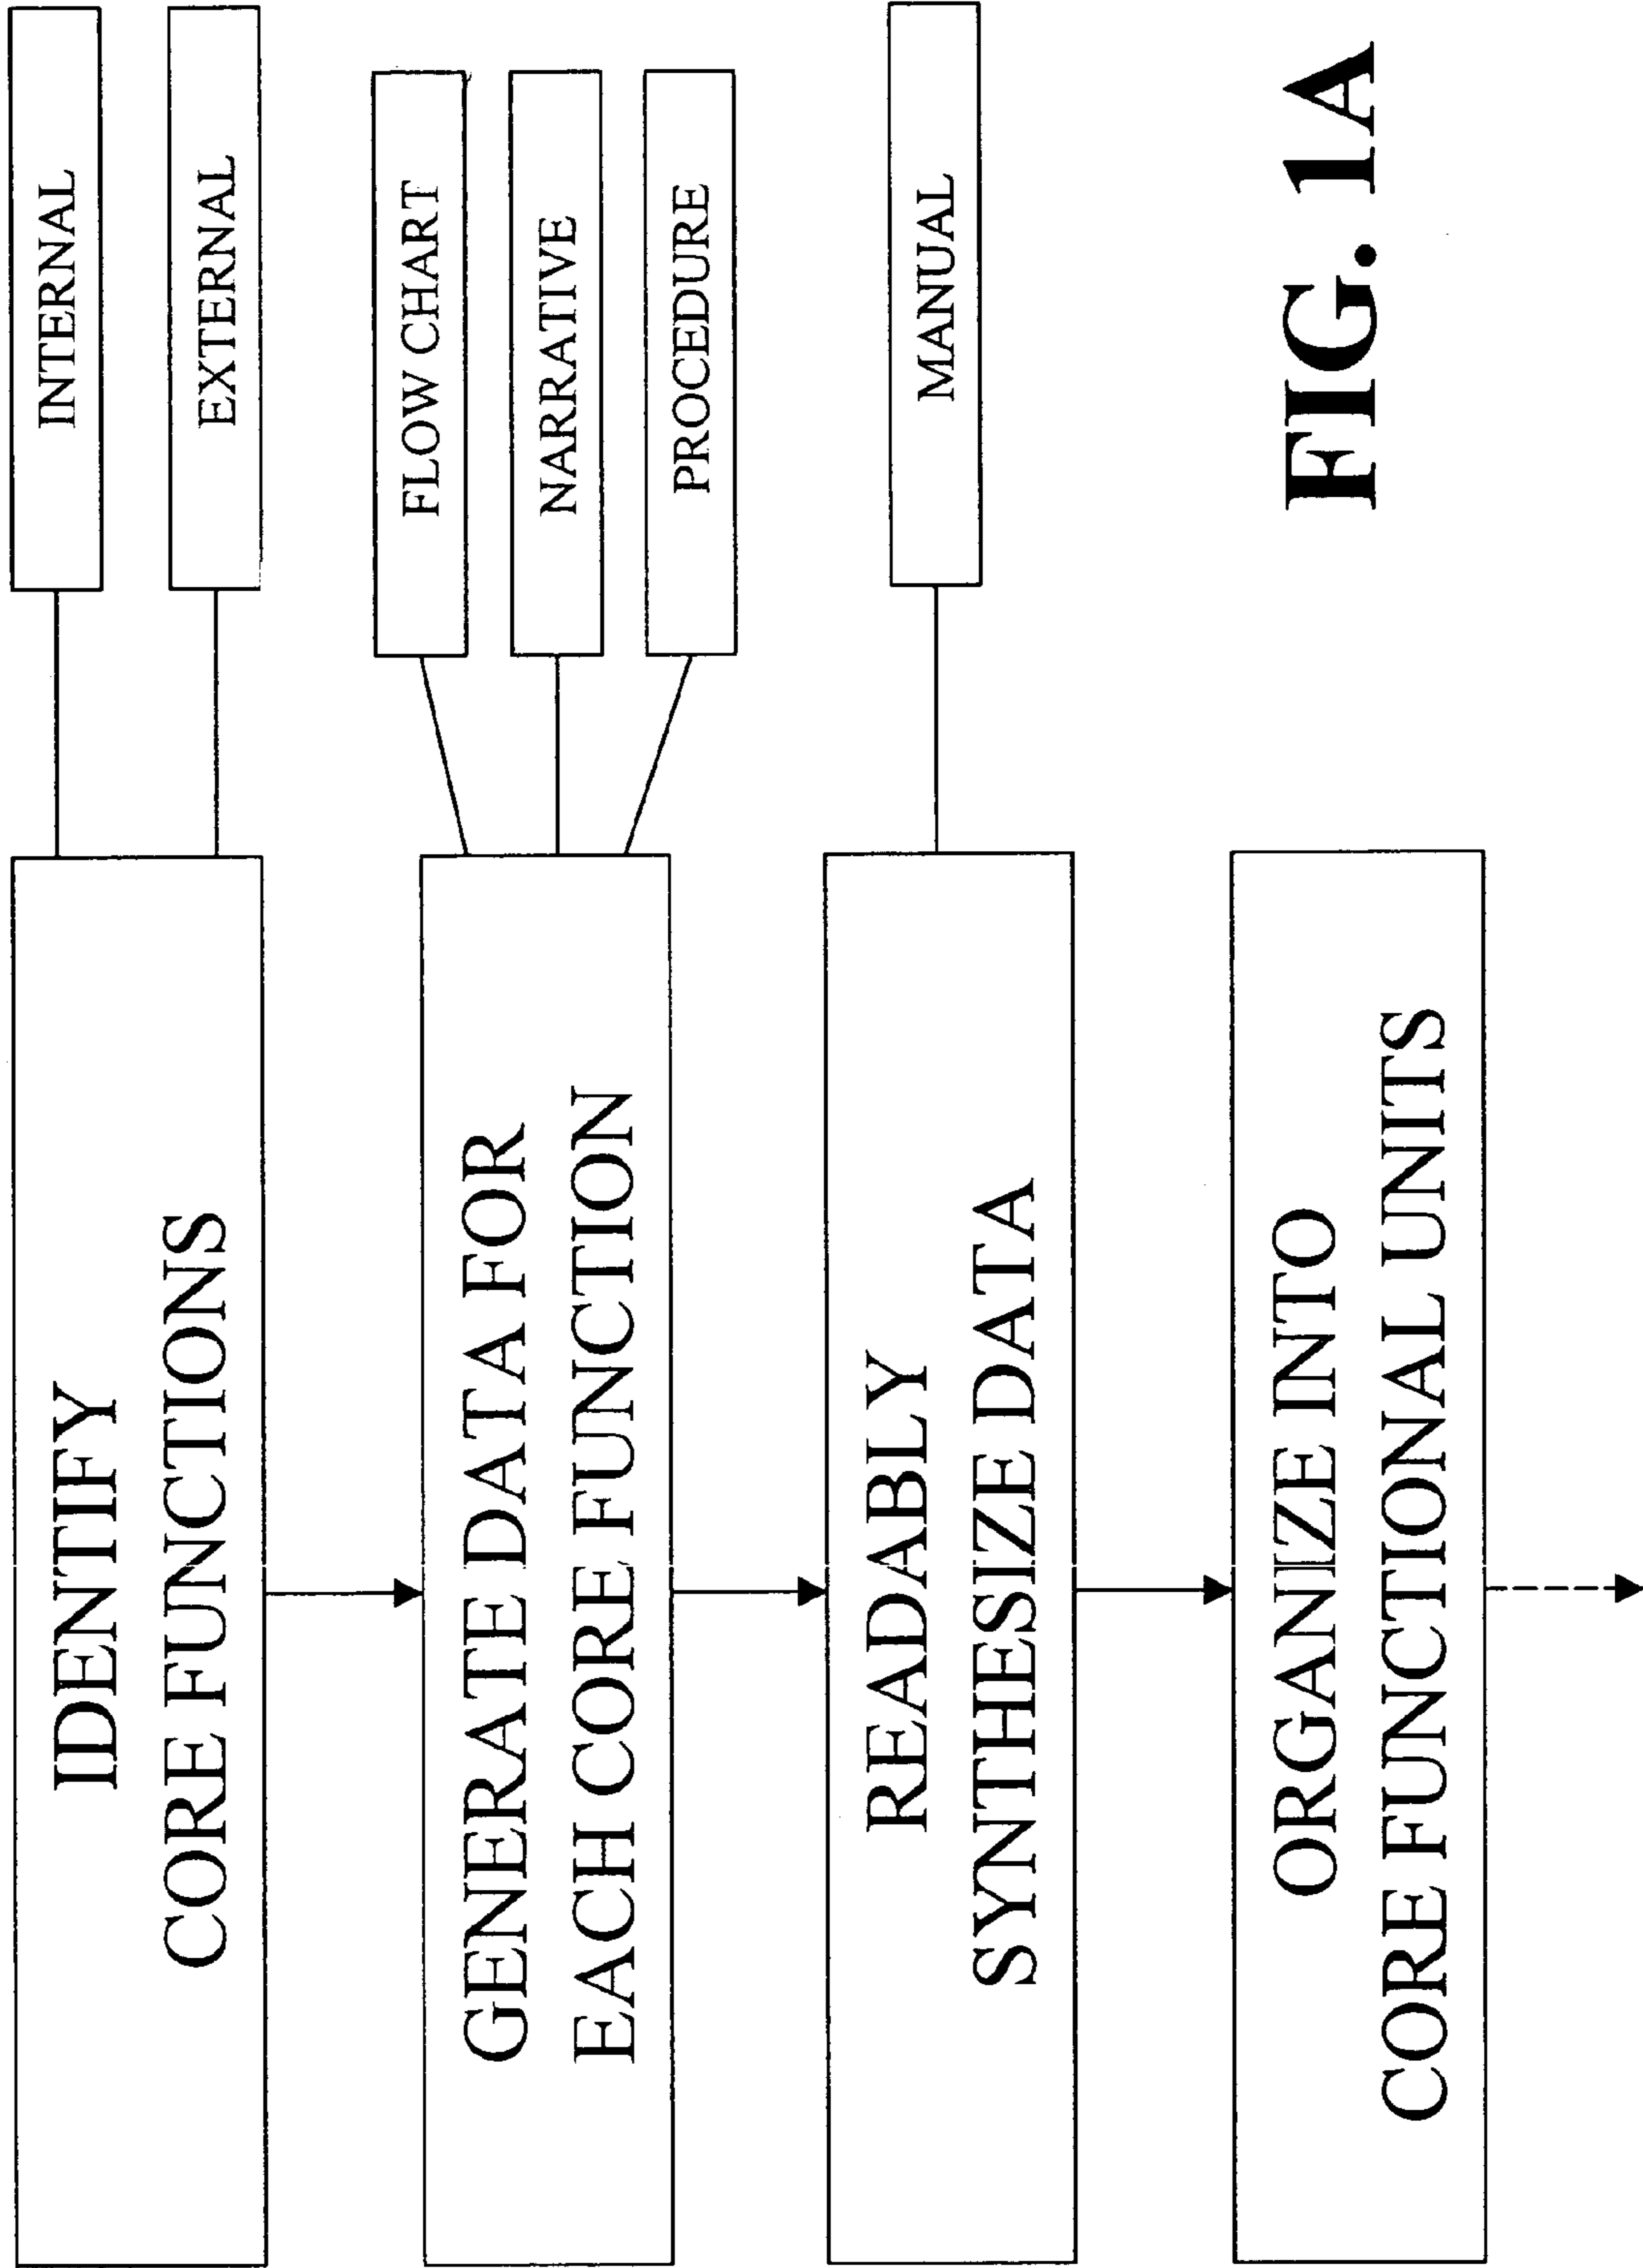 IDENTIFY
CORE FUNCTIONS
INTERNAL
EXTERNAL
GENERATE DATA FOR
EACH CORE FUNCTION
FLOW CHART
NARRATIVE
PROCEDURE
READABLY
SYNTHESIZE DATA
MANUAL
ORGANIZE INTO
CORE FUNCTIONAL UNITS
FIG. 1A